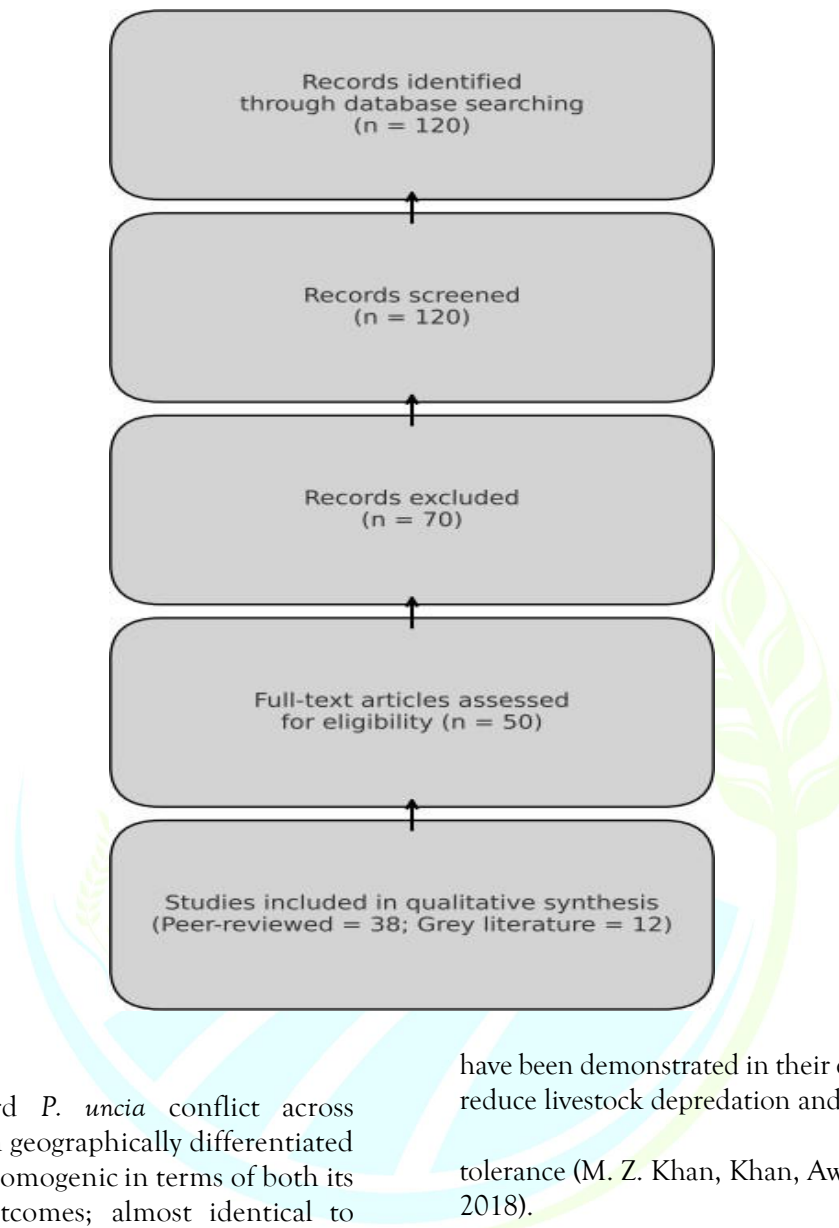 Records identified
through database searching
(n = 120)
Records screened
(n = 120)
Records excluded
(n = 70)
Full-text articles assessed
for eligibility (n = 50)
Studies included in qualitative synthesis
(Peer-reviewed = 38; Grey literature = 12)
rd P. uncia conflict across
geographically differentiated
omogenic in terms of both its
tcomes; almost identical to
have been demonstrated in their
reduce livestock depredation and
tolerance (M. Z. Khan, Khan, Aw
2018).